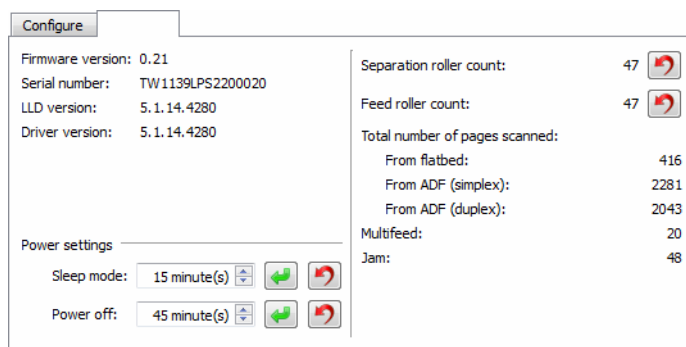 Configure
Firmware version: 0.21
Serial number: TW1139LPS2200020
LLD version: 5.1.14.4280
Driver version: 5.1.14.4280
Power settings
Sleep mode: 15 minute(s)
Power off: 45 minute(s)
Separation roller count: 47
Feed roller count: 47
Total number of pages scanned:
From flatbed: 416
From ADF (simplex): 2281
From ADF (duplex): 2043
Multifeed: 20
Jam: 48